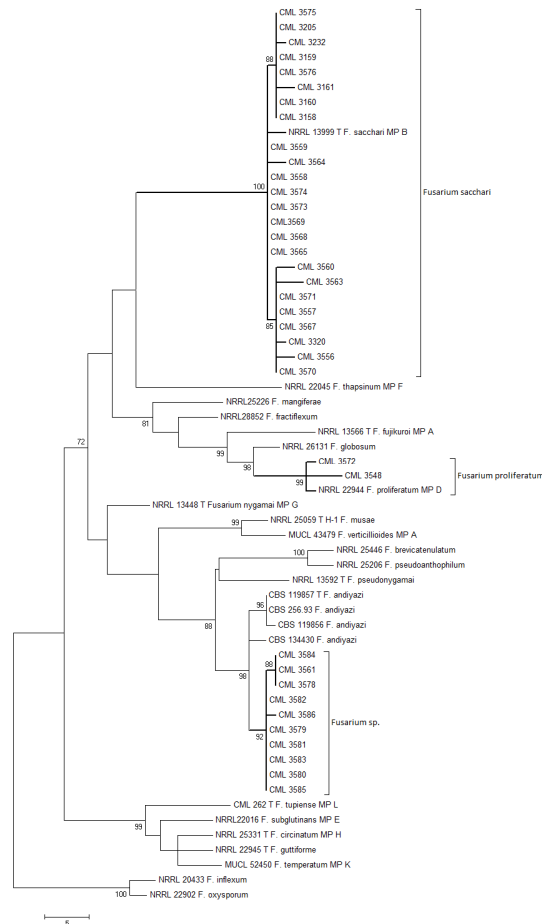 CML 3575
CML 3205
CML 3232
CML 3159
88
CML 3576
CML 3161
CML 3160
CML 3158
NRRL 13999 T F. sacchari MP B
CML 3559
CML 3564
CML 3558
100
CML 3574
Fusarium sacchari
CML 3573
CML3569
CML 3568
CML 3565
CML 3560
CML 3563
CML 3571
CML 3557
85
CML 3567
CML 3320
CML 3556
CML 3570
NRRL 22045 F. thapsinum MP F
NRRL25226 F. mangiferae
81
NRRL28852 F. fractiflexum
72
NRRL 13566 T F. fujikuroi MP A
99
NRRL 26131 F. globosum
98
CML 3572
CML 3548
Fusarium proliferatum
99
NRRL 22944 F. proliferatum MP D
NRRL 13448 T Fusarium nygamai MP G
99
NRRL 25059 T H-1 F. musae
MUCL 43479 F. verticillioides MP A
100
NRRL 25446 F. brevicatenulatum
NRRL 25206 F. pseudoanthophilum
NRRL 13592 T F. pseudonygamai
CBS 119857 T F. andiyazi
96
CBS 256.93 F. andiyazi
88
CBS 119856 F. andiyazi
CBS 134430 F. andiyazi
CML 3584
88
CML 3561
98
CML 3578
CML 3582
CML 3586
Fusarium sp.
CML 3579
92
CML 3581
CML 3583
CML 3580
CML 3585
CML 262 T F. tupiense MP L
99
NRRL22016 F. subglutinans MP E
NRRL 25331 T F. circinatum MP H
NRRL 22945 T F. guttiforme
MUCL 52450 F. temperatum MP K
NRRL 20433 F. inflexum
100
NRRL 22902 F. oxysporum
5